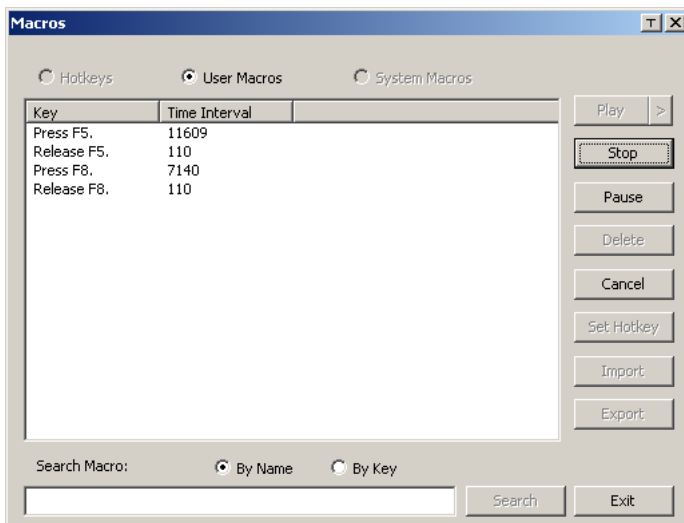 Macros
Hotkeys User Macros System Macros
Key Time Interval
Press F5. 11609
Release F5. 110
Press F8. 7140
Release F8. 110
Play >
Stop
Pause
Delete
Cancel
Set Hotkey
Import
Export
Search Macro: By Name By Key
Search Exit